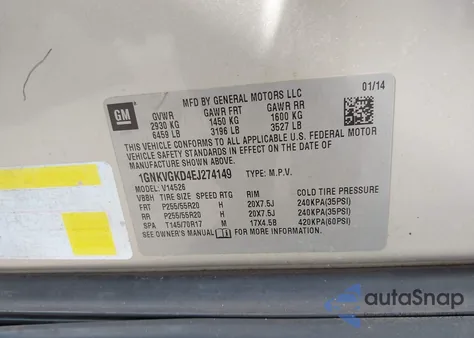 MFD BY GENERAL MOTORS LLC 01/14
GM GVWR GAWR FRT GAWR RR
2930 KG 1450 KG 1600 KG
6459 LB 3196 LB 3527 LB
THIS VEHICLE CONFORMS TO ALL APPLICABLE U.S. FEDERAL MOTOR
VEHICLE SAFETY AND THEFT PREVENTION STANDARDS IN EFFECT ON THE
DATE OF MANUFACTURE SHOWN ABOVE.
1GNKVGKD4EJ274149 TYPE: M.P.V.
MODEL: V14526
VBBH TIRE SIZE SPEED RTG RIM COLD TIRE PRESSURE
FRT P255/55R20 H 20X7.5J 240KPA(35PSI)
RR P255/55R20 H 20X7.5J 240KPA(35PSI)
SPA T145/70R17 M 17X4.5B 420KPA(60PSI)
SEE OWNER'S MANUAL FOR MORE INFORMATION
autoSnap